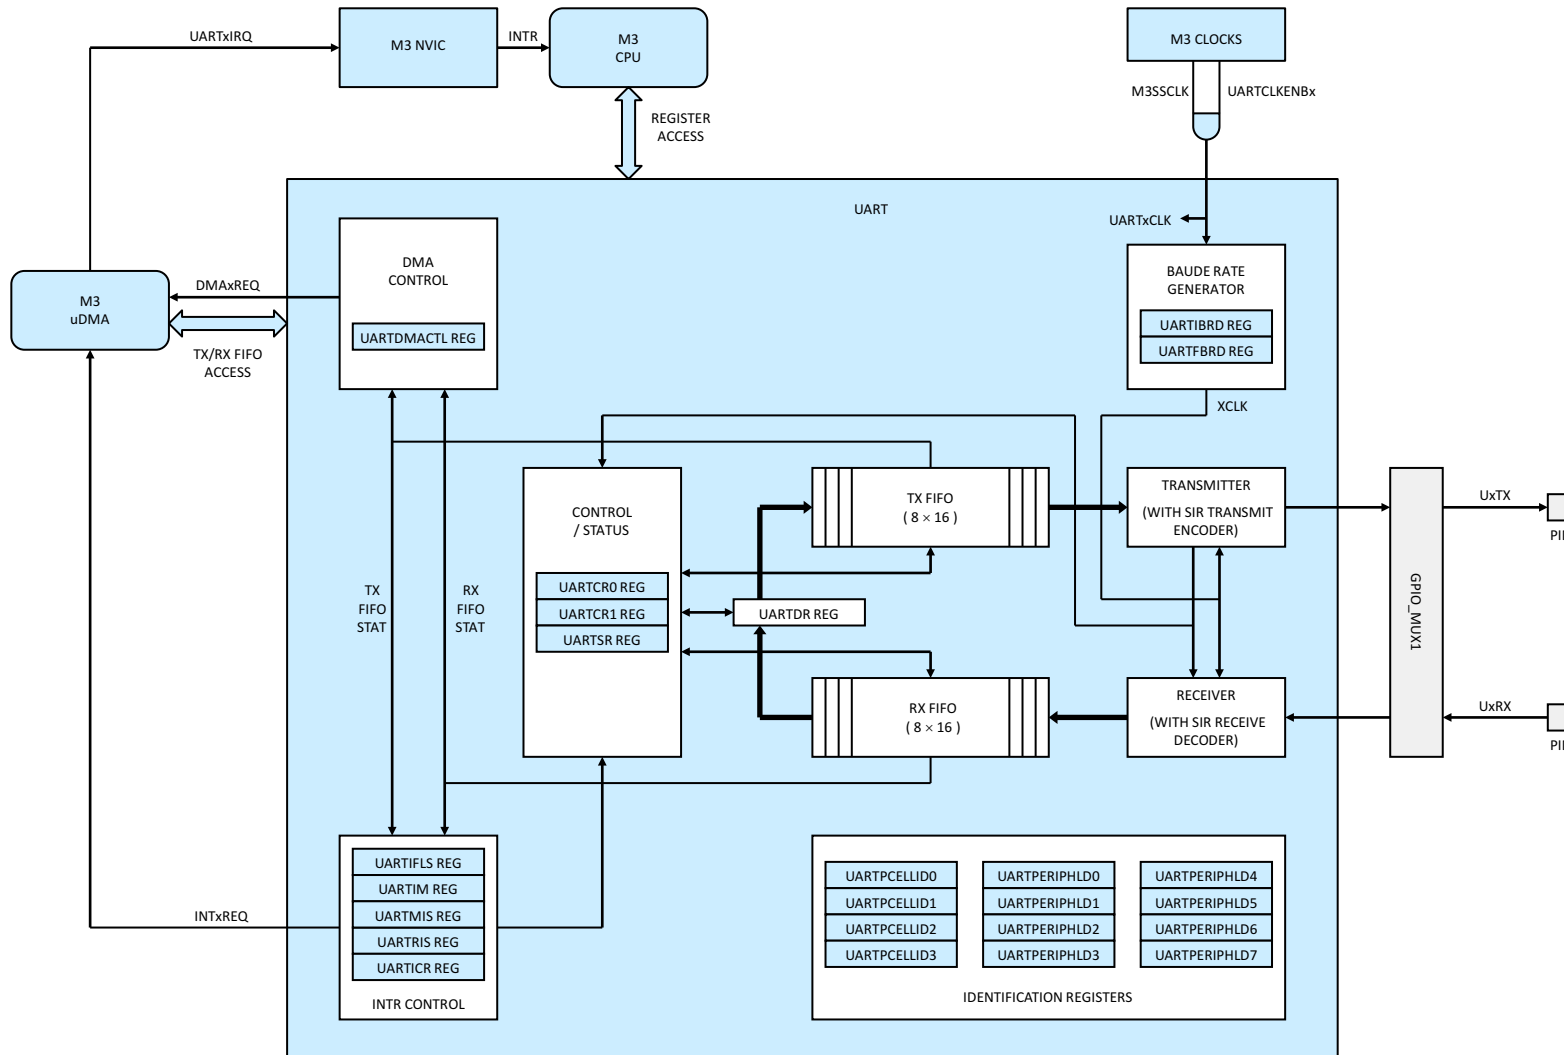 UARTxIRQ
M3 NVIC
INTR
M3
CPU
M3 CLOCKS
M3SSCLK
UARTCLKENBx
REGISTER
ACCESS
UART
UARTxCLK
DMA
CONTROL
UARTDMACTL REG
BAUDE RATE
GENERATOR
UARTIBRD REG
UARTFBRD REG
DMAxREQ
M3
uDMA
TX/RX FIFO
ACCESS
XCLK
CONTROL
/ STATUS
UARTCR0 REG
UARTCR1 REG
UARTSR REG
TX FIFO
( 8 × 16 )
TRANSMITTER
(WITH SIR TRANSMIT
ENCODER)
UxTX
PI
TX
FIFO
STAT
RX
FIFO
STAT
UARTDR REG
GPIO_MUX1
RX FIFO
( 8 × 16 )
RECEIVER
(WITH SIR RECEIVE
DECODER)
UxRX
PI
UARTIFLS REG
UARTIM REG
UARTMIS REG
UARTRIS REG
UARTICR REG
INTR CONTROL
INTxREQ
UARTPCELLID0
UARTPCELLID1
UARTPCELLID2
UARTPCELLID3
UARTPERIPHLD0
UARTPERIPHLD1
UARTPERIPHLD2
UARTPERIPHLD3
UARTPERIPHLD4
UARTPERIPHLD5
UARTPERIPHLD6
UARTPERIPHLD7
IDENTIFICATION REGISTERS